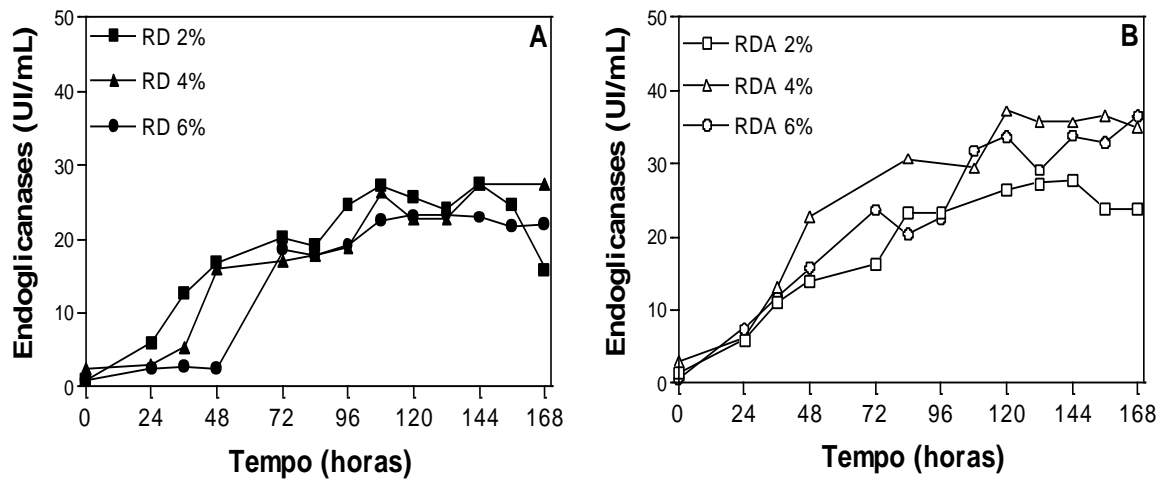 A
RD 2%
RD 4%
RD 6%
Endoglicanases (UI/mL)
50
40
30
20
10
0
0 24 48 72 96 120 144 168
Tempo (horas)
B
RDA 2%
RDA 4%
RDA 6%
Endoglicanases (UI/mL)
50
40
30
20
10
0
0 24 48 72 96 120 144 168
Tempo (horas)